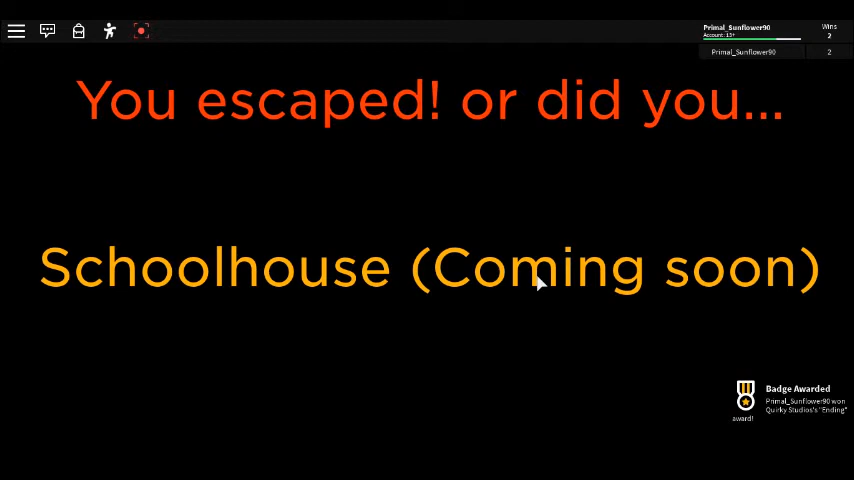 Primal_Sunflower90
Account: 13+
Wins
2
Primal_Sunflower90
2
You escaped! or did you...
Schoolhouse (Coming soon)
Badge Awarded
Primal_Sunflower90 won
Quirky Studios's "Ending"
award!